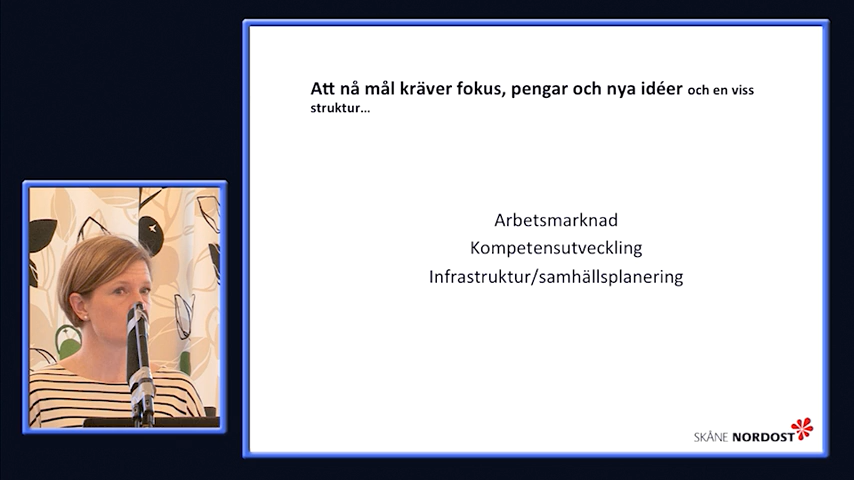 Att nå mål kräver fokus, pengar och nya idéer och en viss
struktur...
Arbetsmarknad
Kompetensutveckling
Infrastruktur/samhällsplanering
SKÅNE NORDOST